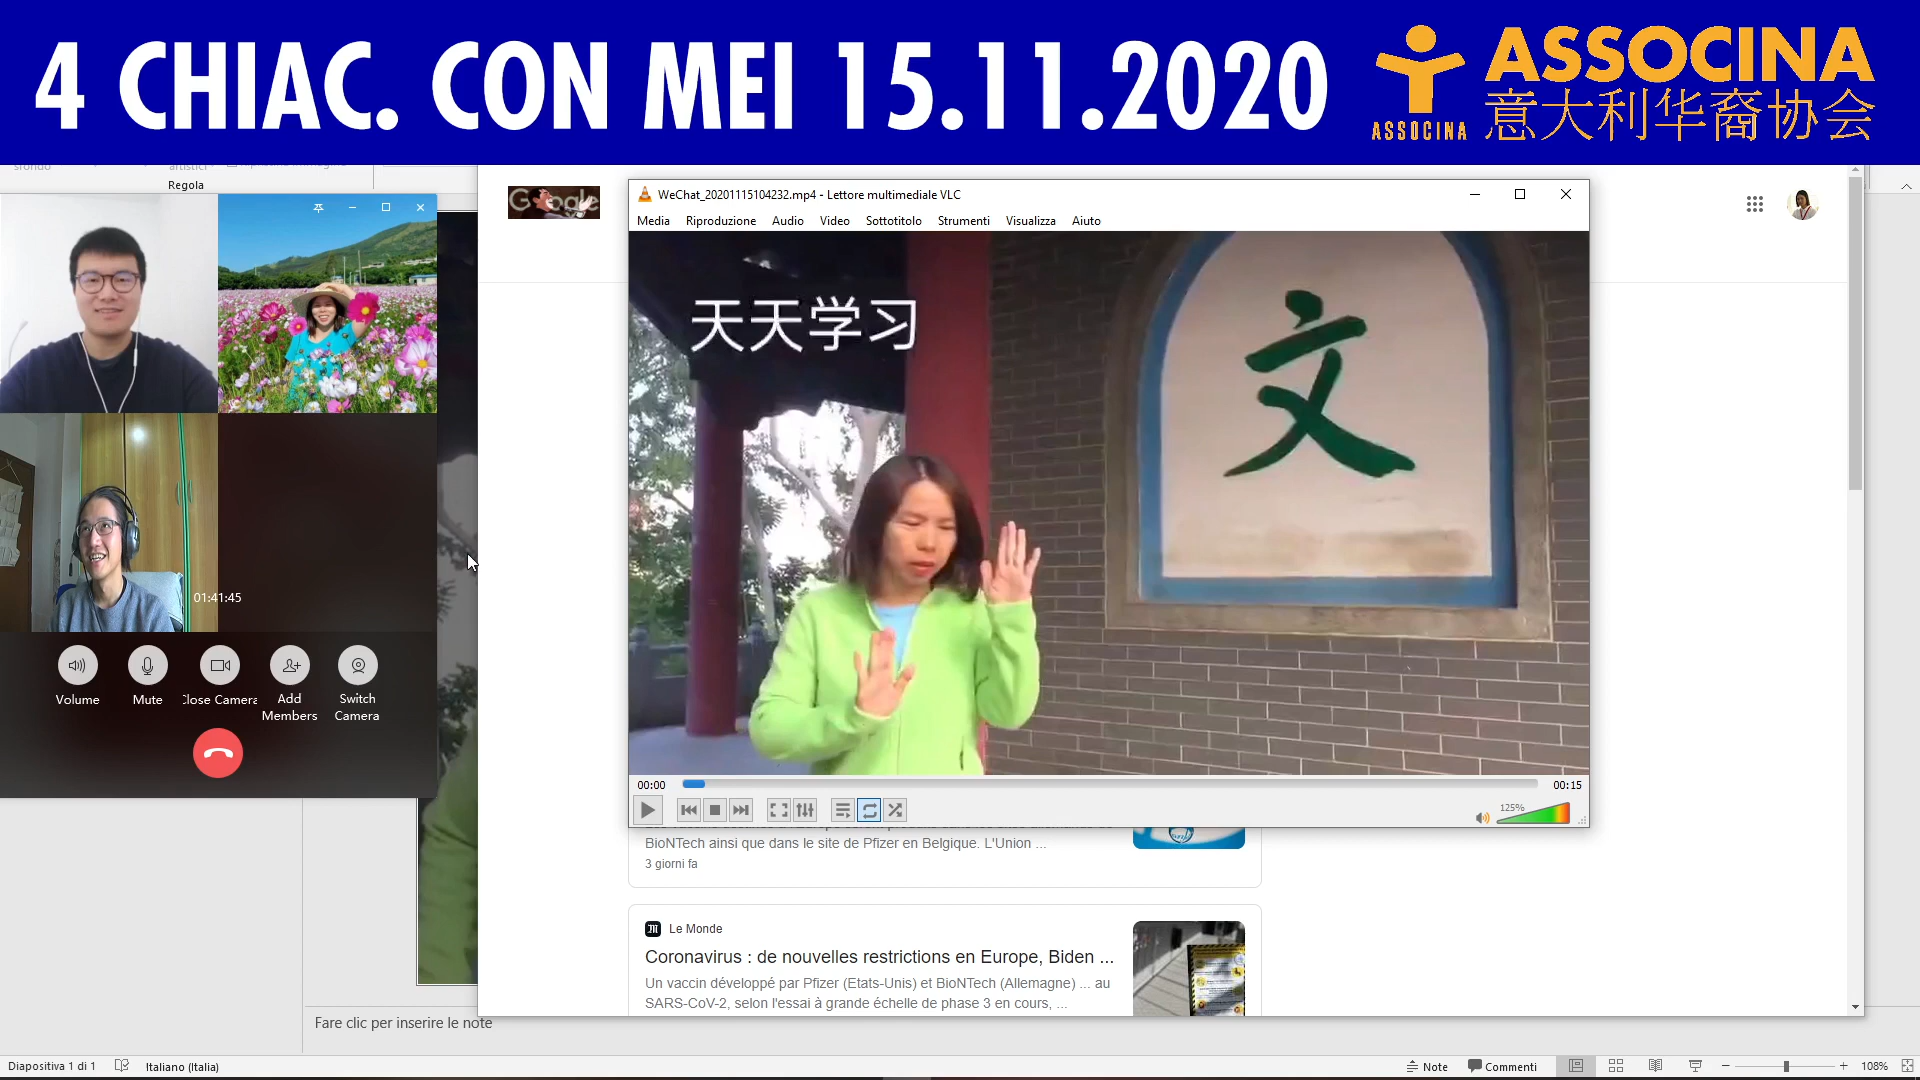 4 CHIAC. CON MEI 15.11.2020
ASSOCINA
ASSOCINA
意大利华裔协会
sfondo
artistici
Regola
Google
WeChat_20201115104232.mp4 - Lettore multimediale VLC
Media Riproduzione Audio Video Sottotitolo Strumenti Visualizza Aiuto
天天学习
文
01:41:45
Volume
Mute
Close Camera
Add Members
Switch Camera
00:00
00:15
125%
BioNTech ainsi que dans le site de Pfizer en Belgique. L'Union ...
3 giorni fa
Le Monde
Coronavirus : de nouvelles restrictions en Europe, Biden ...
Un vaccin développé par Pfizer (Etats-Unis) et BioNTech (Allemagne) ... au
SARS-CoV-2, selon l'essai à grande échelle de phase 3 en cours, ...
Fare clic per inserire le note
Diapositiva 1 di 1
Italiano (Italia)
Note
Commenti
108%